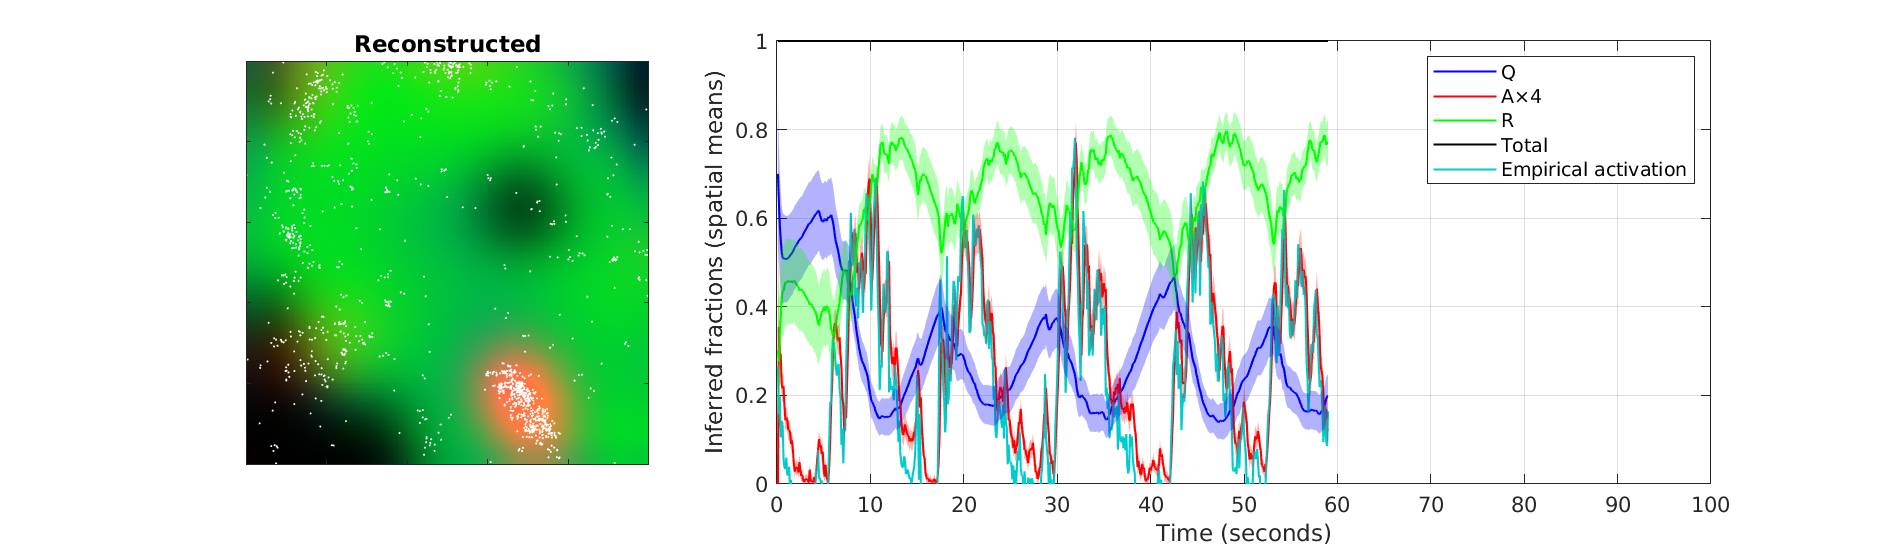 Reconstructed
Inferred fractions (spatial means)
1
0.8
0.6
0.4
0.2
0
0 10 20 30 40 50 60 70 80 90 100
Time (seconds)
Q
A×4
R
Total
Empirical activation